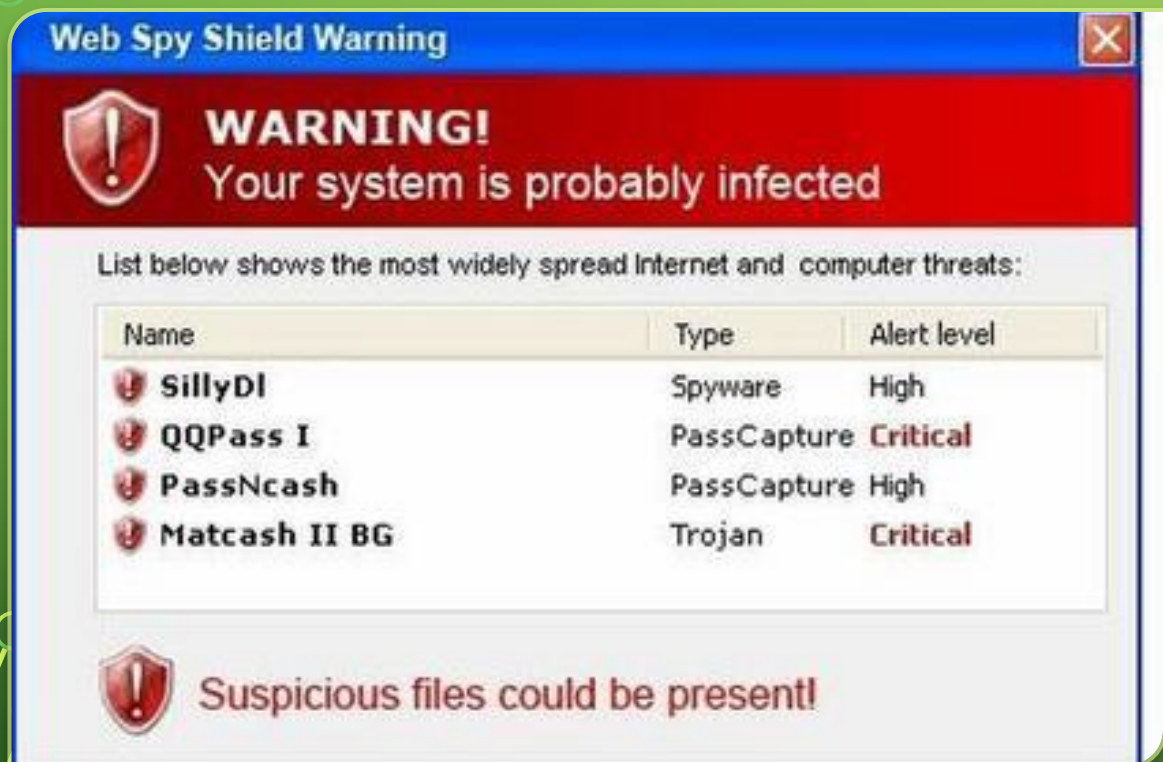 Web Spy Shield Warning
WARNING!
Your system is probably infected
List below shows the most widely spread Internet and computer threats:
Name Type Alert level
SillyDl Spyware High
QQPass I PassCapture Critical
PassNcash PassCapture High
Matcash II BG Trojan Critical
Suspicious files could be present!